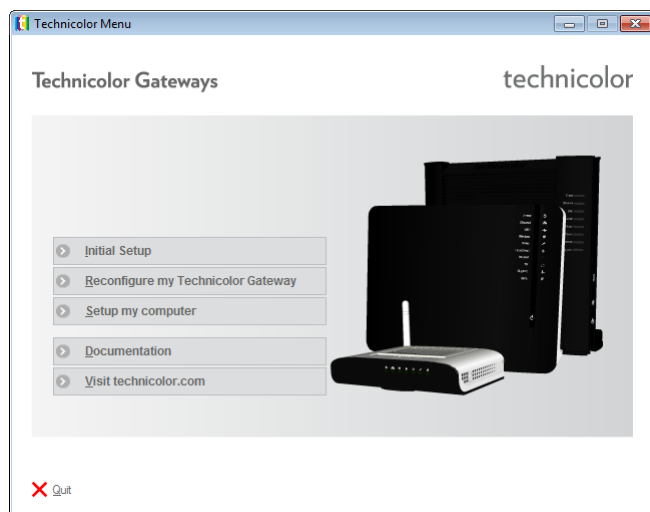 Technicolor Menu
Technicolor Gateways
technicolor
Initial Setup
Reconfigure my Technicolor Gateway
Setup my computer
Documentation
Visit technicolor.com
Quit